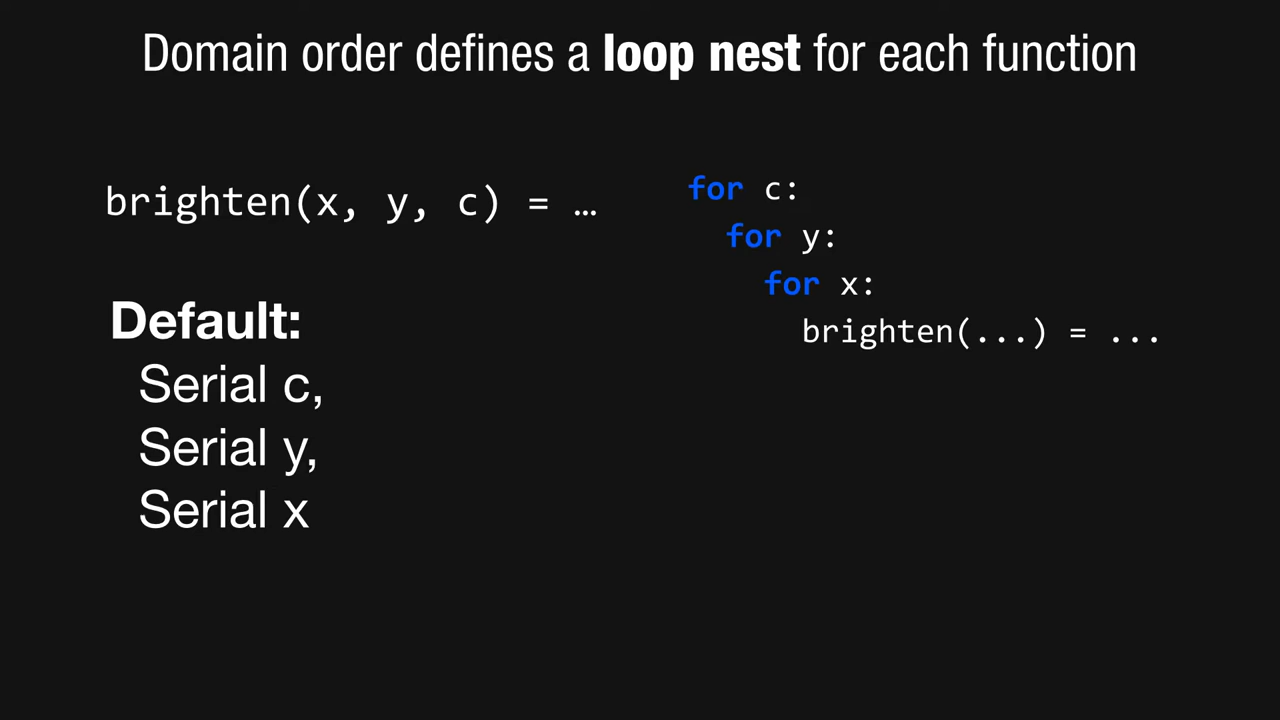 Domain order defines a loop nest for each function
brighten(x, y, c) = …
Default:
Serial c,
Serial y,
Serial x
for c:
for y:
for x:
brighten(...) = ...